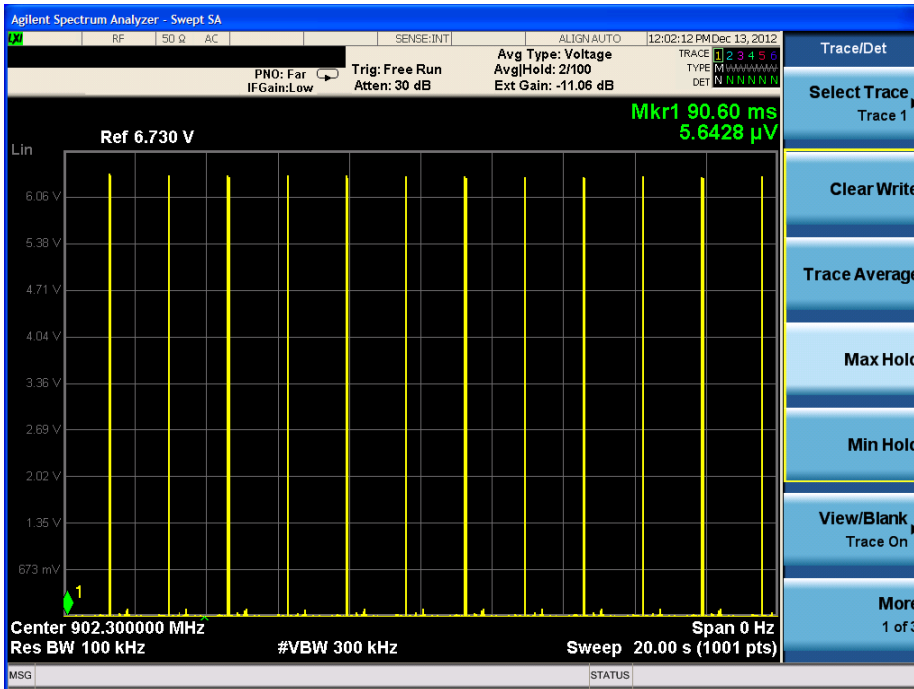 Agilent Spectrum Analyzer - Swept SA
LXI RF 50 Ω AC SENSE:INT ALIGN AUTO 12:02:12 PM Dec 13, 2012
PNO: Far
IFGain:Low
Trig: Free Run
Atten: 30 dB
Avg Type: Voltage
Avg|Hold: 2/100
Ext Gain: -11.06 dB
TRACE 1 2 3 4 5 6
TYPE M W W W W W
DET N N N N N N
Mkr1 90.60 ms
5.6428 µV
Ref 6.730 V
Lin
6.06 V
5.38 V
4.71 V
4.04 V
3.36 V
2.69 V
2.02 V
1.35 V
673 mV
1
Center 902.300000 MHz
Span 0 Hz
Res BW 100 kHz
#VBW 300 kHz
Sweep 20.00 s (1001 pts)
MSG
STATUS
Trace/Det
Select Trace
Trace 1
Clear Write
Trace Average
Max Hold
Min Hold
View/Blank
Trace On
More
1 of 3